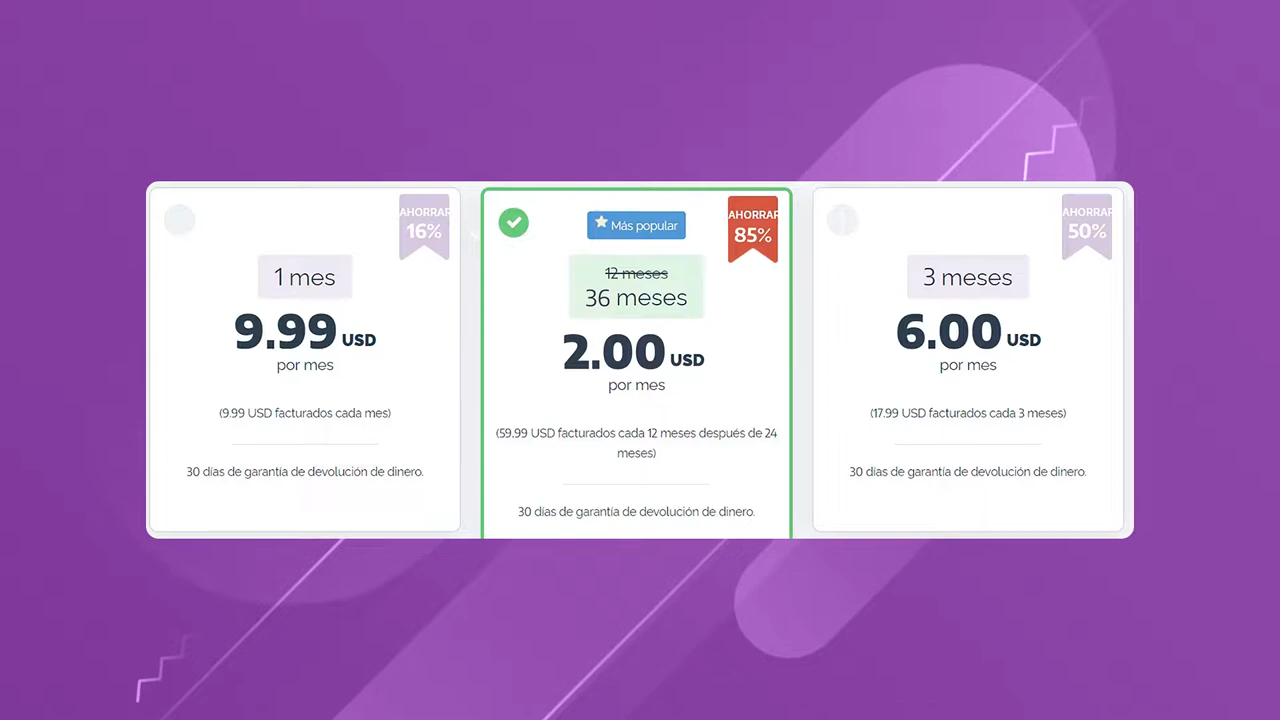 AHORRAR
16%
1 mes
9.99 USD
por mes
(9.99 USD facturados cada mes)
30 días de garantía de devolución de dinero.
Más popular
AHORRAR
85%
12 meses
36 meses
2.00 USD
por mes
(59.99 USD facturados cada 12 meses después de 24
meses)
30 días de garantía de devolución de dinero.
AHORRAR
50%
3 meses
6.00 USD
por mes
(17.99 USD facturados cada 3 meses)
30 días de garantía de devolución de dinero.